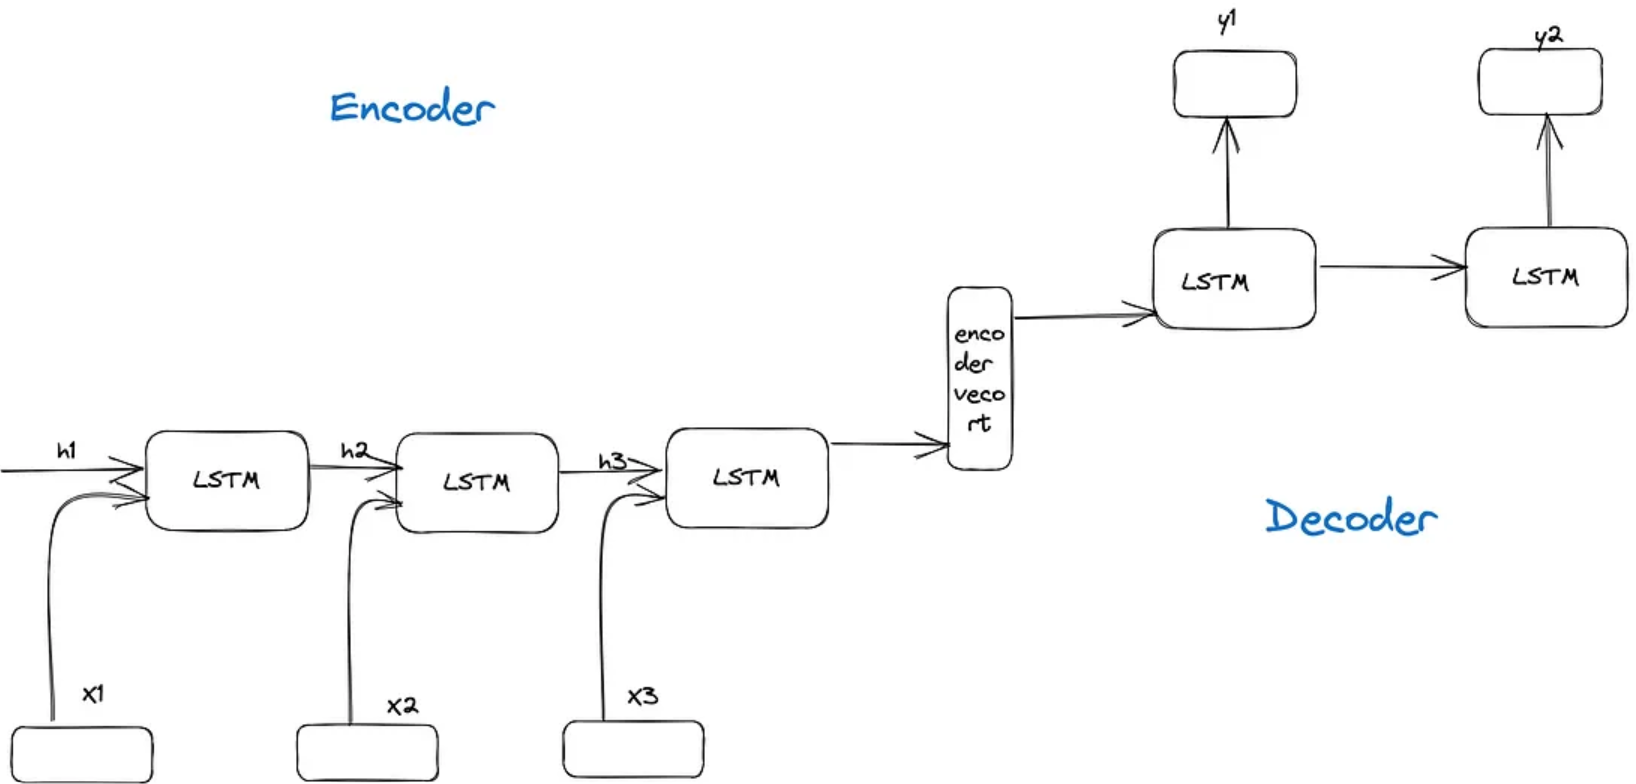 y1
y2
Encoder
LSTM
LSTM
enco
der
veco
rt
h1
h2
h3
LSTM
LSTM
LSTM
Decoder
x1
x2
x3